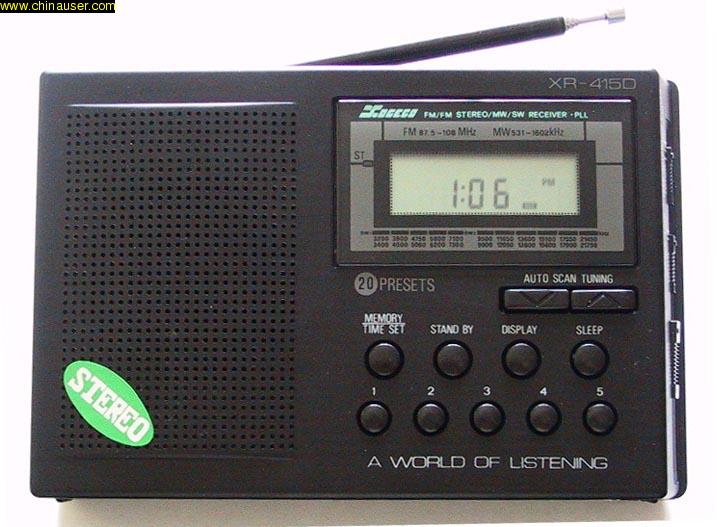 www.chinauser.com
XR-415D
XOECO FM/FM STEREO/MW/SW RECEIVER · PLL
FM 87.5-108 MHz MW531-1602kHz
ST
1:06 PM
20 PRESETS
AUTO SCAN TUNING
MEMORY
TIME SET STAND BY DISPLAY SLEEP
1 2 3 4 5
STEREO
A WORLD OF LISTENING